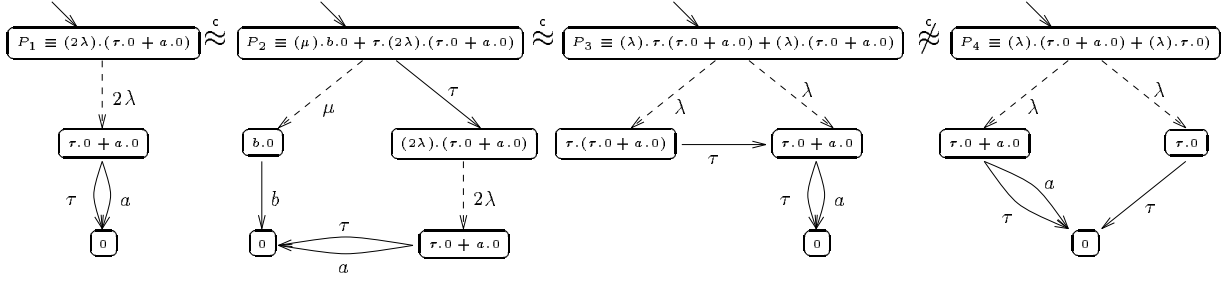 P₁ ≡ (2λ).(τ.0 + a.0) ≈ᶜ P₂ ≡ (μ).b.0 + τ.(2λ).(τ.0 + a.0) ≈ᶜ P₃ ≡ (λ).τ.(τ.0 + a.0) + (λ).(τ.0 + a.0) ≉ᶜ P₄ ≡ (λ).(τ.0 + a.0) + (λ).τ.0)
2λ μ τ λ λ λ λ
τ.0 + a.0 b.0 (2λ).(τ.0 + a.0) τ.(τ.0 + a.0) τ τ.0 + a.0 τ.0 + a.0 τ.0
τ a b 2λ τ a a τ τ
0 0 τ a τ.0 + a.0 0 0